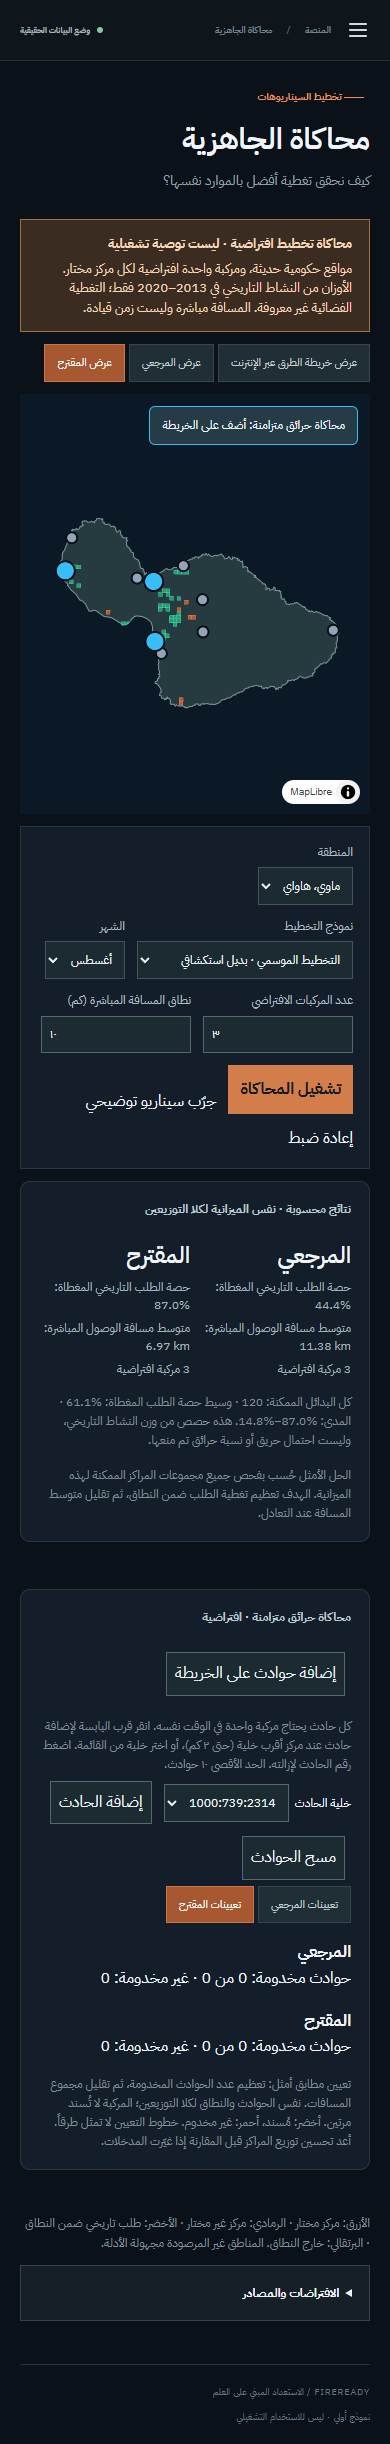 المنصة / محاكاة الجاهزية
وضع البيانات الحقيقية
تخطيط السيناريوهات
محاكاة الجاهزية
كيف نحقق تغطية أفضل بالموارد نفسها؟
محاكاة تخطيط افتراضية · ليست توصية تشغيلية
مواقع حكومية حديثة، ومركبة واحدة افتراضية لكل مركز مختار.
الأوزان من النشاط التاريخي في 2013–2020 فقط؛ التغطية
الفضائية غير معروفة. المسافة مباشرة وليست زمن قيادة.
عرض خريطة الطرق عبر الإنترنت
عرض المرجعي
عرض المقترح
محاكاة حرائق متزامنة: أضف على الخريطة
MapLibre
المنطقة
ماوي، هاواي
نموذج التخطيط
الشهر
التخطيط الموسمي · بديل استكشافي
أغسطس
عدد المركبات الافتراضي
نطاق المسافة المباشرة (كم)
٣
١٠
تشغيل المحاكاة
جرّب سيناريو توضيحي
إعادة ضبط
نتائج محسوبة · نفس الميزانية لكلا التوزيعين
المرجعي
المقترح
حصة الطلب التاريخي المغطاة:
44.4%
حصة الطلب التاريخي المغطاة:
87.0%
متوسط مسافة الوصول المباشرة:
11.38 km
متوسط مسافة الوصول المباشرة:
6.97 km
3 مركبة افتراضية
3 مركبة افتراضية
كل البدائل الممكنة: 120 · وسيط حصة الطلب المغطاة: 61.1% ·
المدى: 14.8%–87.0%. هذه حصص من وزن النشاط التاريخي،
وليست احتمال حريق أو نسبة حرائق تم منعها.
الحل الأمثل حُسب بفحص جميع مجموعات المراكز الممكنة لهذه
الميزانية. الهدف تعظيم تغطية الطلب ضمن النطاق، ثم تقليل متوسط
المسافة عند التعادل.
محاكاة حرائق متزامنة · افتراضية
إضافة حوادث على الخريطة
كل حادث يحتاج مركبة واحدة في الوقت نفسه. انقر قرب اليابسة لإضافة
حادث عند مركز أقرب خلية (حتى ٢ كم)، أو اختر خلية من القائمة. اضغط
رقم الحادث لإزالته. الحد الأقصى ١٠ حوادث.
خلية الحادث
1000:739:2314
إضافة الحادث
مسح الحوادث
تعيينات المرجعي
تعيينات المقترح
المرجعي
حوادث مخدومة: 0 من 0 · غير مخدومة: 0
المقترح
حوادث مخدومة: 0 من 0 · غير مخدومة: 0
تعيين مطابق أمثل: تعظيم عدد الحوادث المخدومة، ثم تقليل مجموع
المسافات. نفس الحوادث والنطاق لكلا التوزيعين؛ المركبة لا تُسند
مرتين. أخضر: مُسند، أحمر: غير مخدوم. خطوط التعيين لا تمثل طرقاً.
أعد تحسين توزيع المراكز قبل المقارنة إذا غيّرت المدخلات.
الأزرق: مركز مختار · الرمادي: مركز غير مختار · الأخضر: طلب تاريخي ضمن النطاق
· البرتقالي: خارج النطاق. المناطق غير المرصودة مجهولة الأدلة.
الافتراضات والمصادر
FIREREADY / الاستعداد المبني على العلم
نموذج أولي · ليس للاستخدام التشغيلي